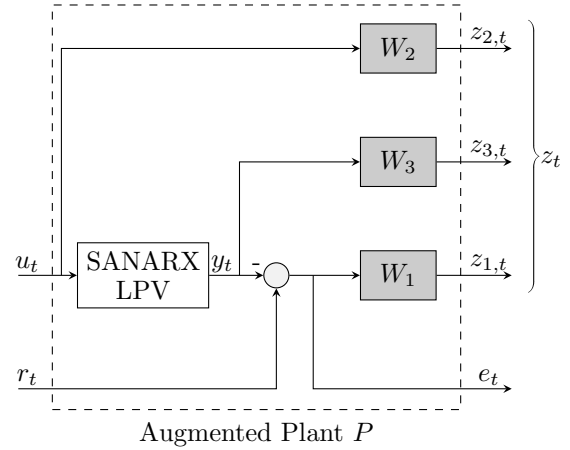 W₂ z₂,ₜ
W₃ z₃,ₜ
zₜ
uₜ SANARX LPV yₜ - W₁ z₁,ₜ
rₜ eₜ
Augmented Plant P